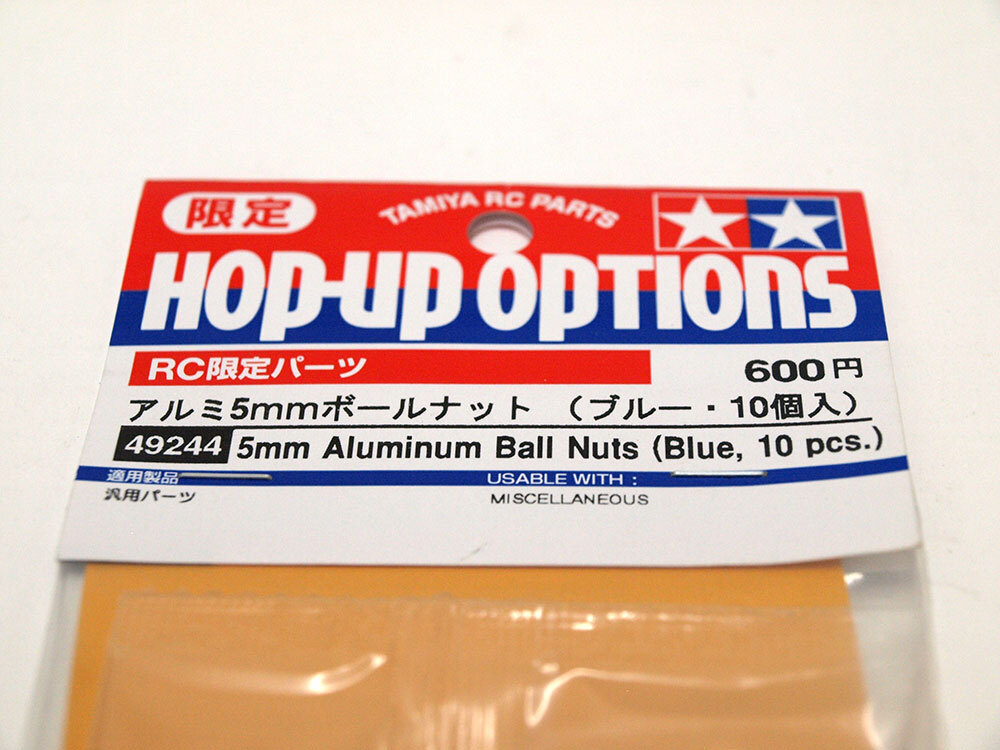 限定
TAMIYA RC PARTS
HOP-UP OPTIONS
RC限定パーツ
600円
アルミ5mmボールナット （ブルー・10個入）
49244 5mm Aluminum Ball Nuts (Blue, 10 pcs.)
適用製品 USABLE WITH :
汎用パーツ MISCELLANEOUS